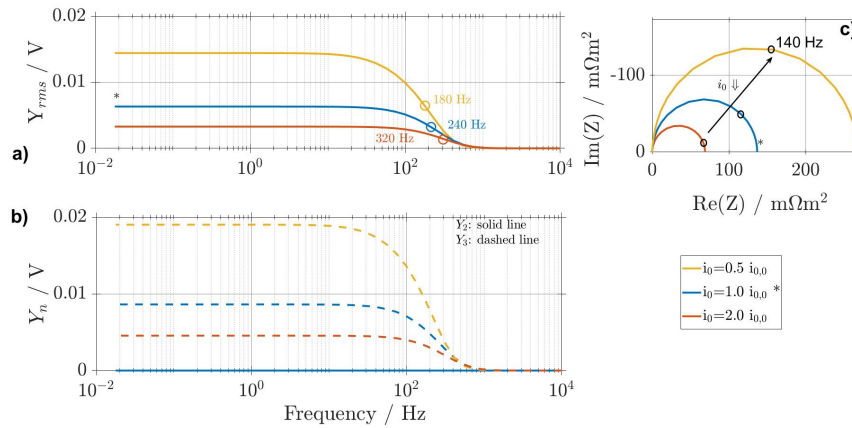 0.02
0.01
0
Y_rms / V
*
180 Hz
240 Hz
320 Hz
a)
10^-2
10^0
10^2
10^4
c)
140 Hz
i_0 ⇓
-100
0
Im(Z) / mΩm²
*
0
100
200
Re(Z) / mΩm²
b)
0.02
0.01
0
Y_n / V
Y_2: solid line
Y_3: dashed line
10^-2
10^0
10^2
10^4
Frequency / Hz
i_0=0.5 i_0,0
i_0=1.0 i_0,0 *
i_0=2.0 i_0,0